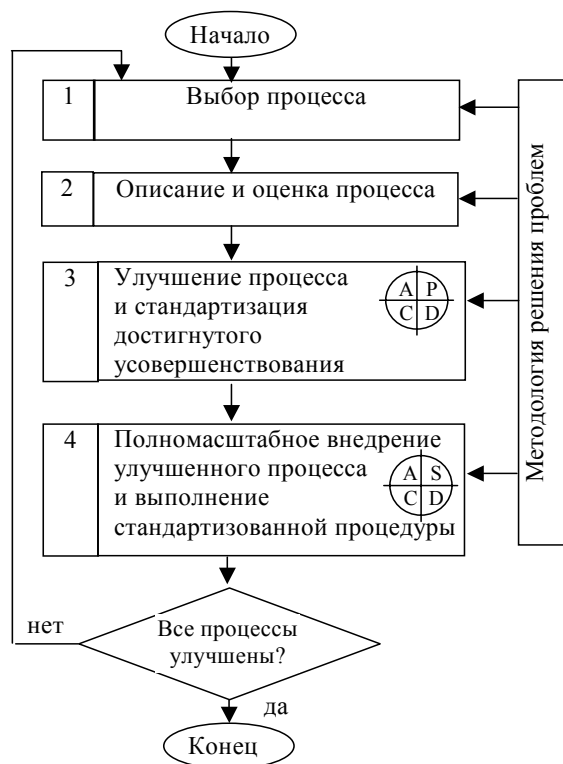 Начало
1
Выбор процесса
2
Описание и оценка процесса
3
Улучшение процесса
и стандартизация
достигнутого
усовершенствования
A P
C D
4
Полномасштабное внедрение
улучшенного процесса
и выполнение
стандартизованной процедуры
A S
C D
Методология решения проблем
нет
Все процессы
улучшены?
да
Конец